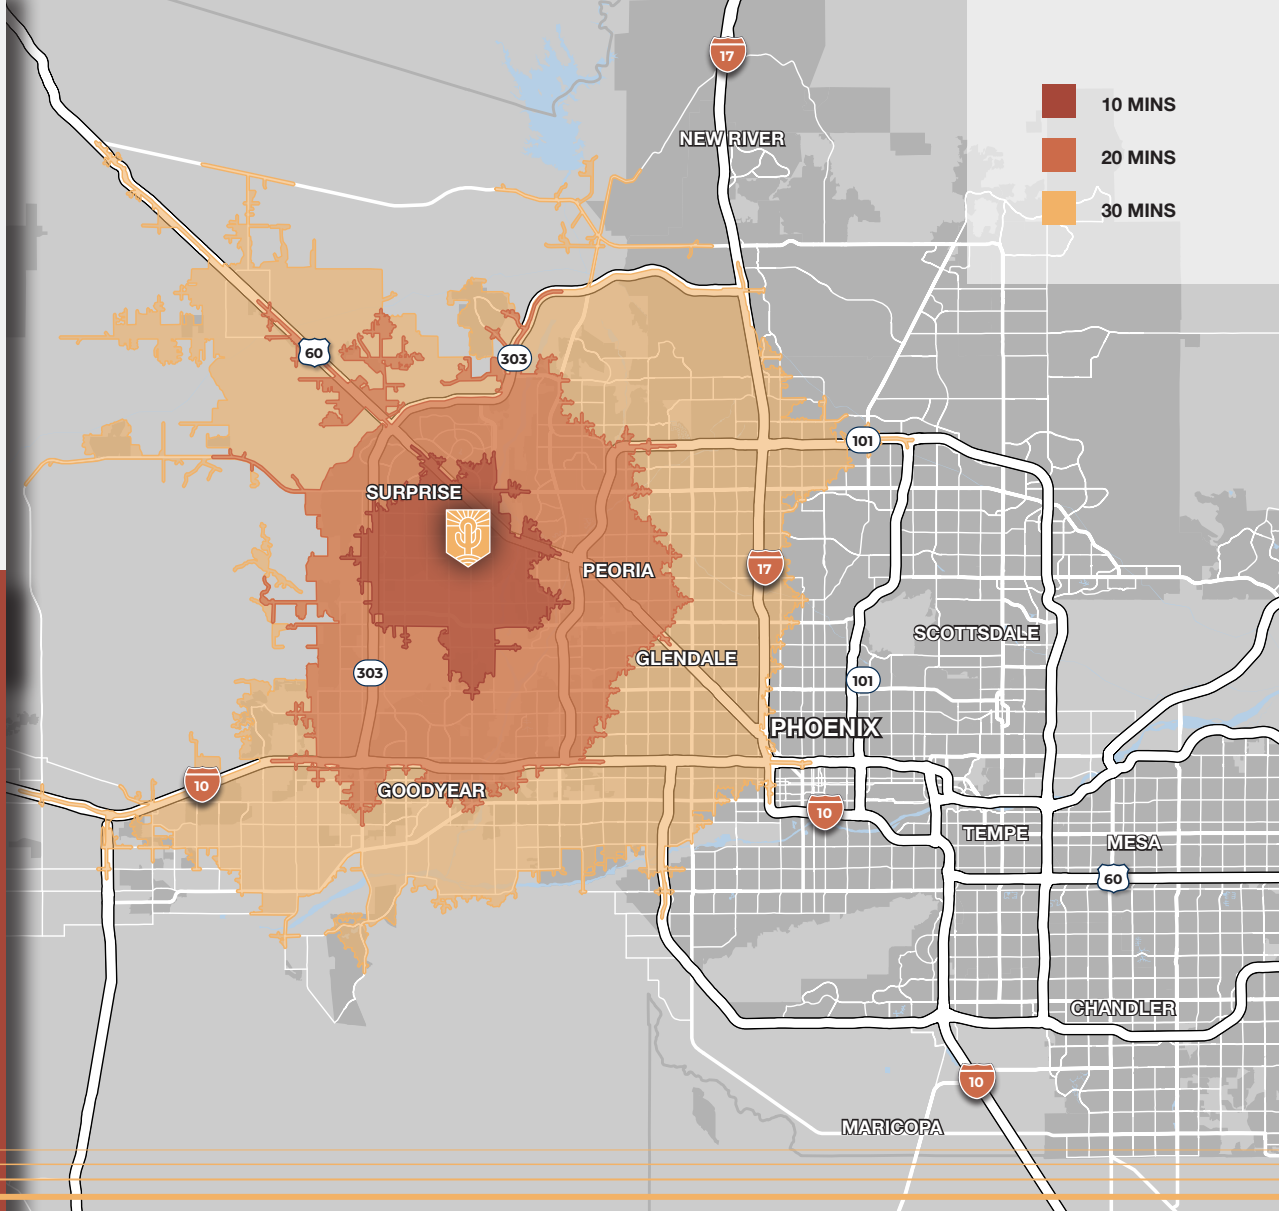 17
NEW RIVER
10 MINS
20 MINS
30 MINS
60
303
101
SURPRISE
PEORIA
17
SCOTTSDALE
GLENDALE
303
101
PHOENIX
10
GOODYEAR
10
TEMPE
MESA
60
CHANDLER
10
MARICOPA